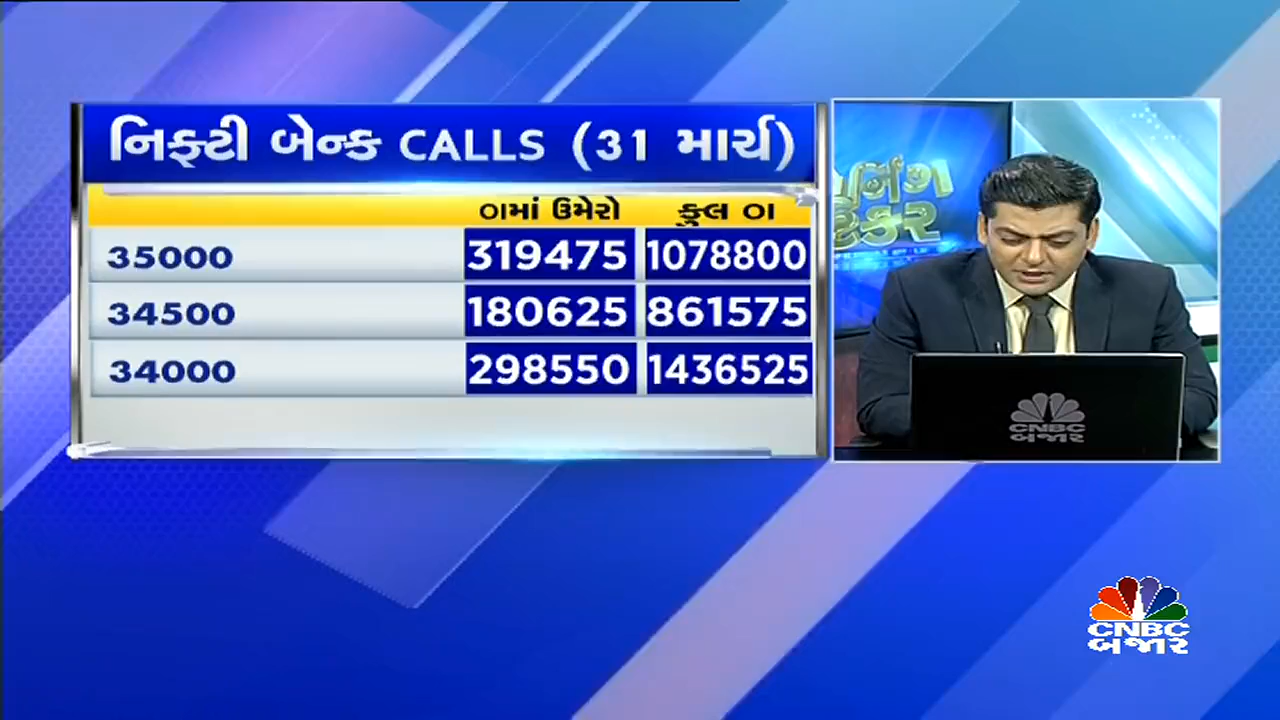 નિફ્ટી બેન્ક CALLS (31 માર્ચ)
OIમાં ઉમેરો કુલ OI
35000 319475 1078800
34500 180625 861575
34000 298550 1436525
CNBC
બજાર
CNBC
બજાર